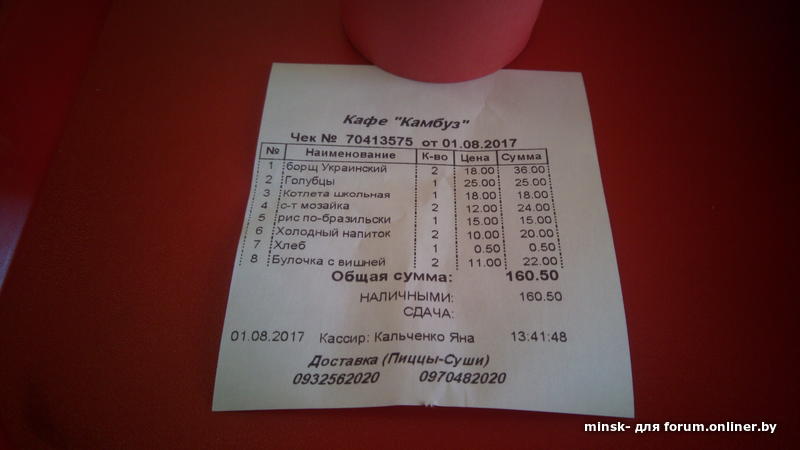 Кафе "Камбуз"
Чек № 70413575 от 01.08.2017
№ Наименование К-во Цена Сумма
1 борщ Украинский 2 18.00 36.00
2 Голубцы 1 25.00 25.00
3 Котлета школьная 1 18.00 18.00
4 с-т мозайка 2 12.00 24.00
5 рис по-бразильски 1 15.00 15.00
6 Холодный напиток 2 10.00 20.00
7 Хлеб 1 0.50 0.50
8 Булочка с вишней 2 11.00 22.00
Общая сумма: 160.50
НАЛИЧНЫМИ: 160.50
СДАЧА:
01.08.2017 Кассир: Кальченко Яна 13:41:48
Доставка (Пиццы-Суши)
0932562020 0970482020
minsk- для forum.onliner.by